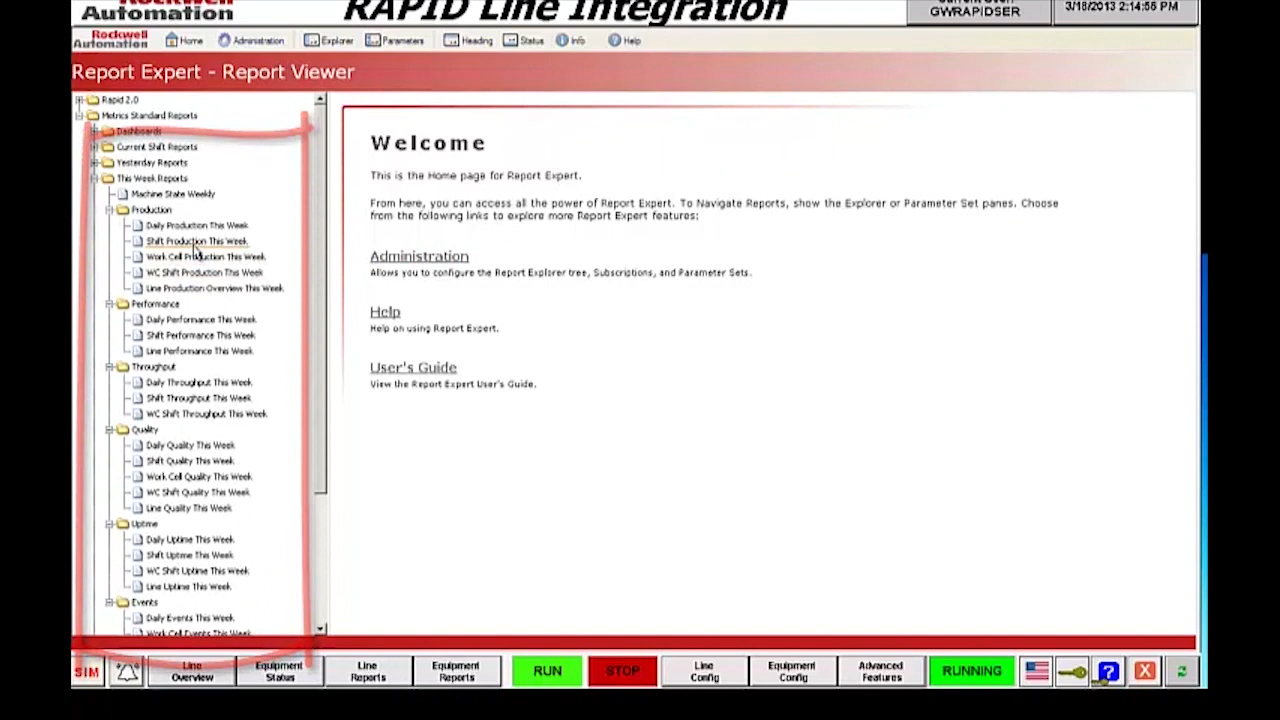 Rockwell
Automation
RAPID Line Integration
GWRAPIDSER
3/18/2013 2:14:56 PM
Rockwell
Automation
Home
Administration
Explorer
Parameters
Heading
Status
Info
Help
Report Expert - Report Viewer
Rapid 2.0
Metrics Standard Reports
Dashboards
Current Shift Reports
Yesterday Reports
This Week Reports
Machine State Weekly
Production
Daily Production This Week
Shift Production This Week
Work Cell Production This Week
WC Shift Production This Week
Line Production Overview This Week
Performance
Daily Performance This Week
Shift Performance This Week
Line Performance This Week
Throughput
Daily Throughput This Week
Shift Throughput This Week
WC Shift Throughput This Week
Quality
Daily Quality This Week
Shift Quality This Week
Work Cell Quality This Week
WC Shift Quality This Week
Line Quality This Week
Uptime
Daily Uptime This Week
Shift Uptime This Week
WC Shift Uptime This Week
Line Uptime This Week
Events
Daily Events This Week
Work Cell Events This Week
Welcome
This is the Home page for Report Expert.
From here, you can access all the power of Report Expert. To Navigate Reports, show the Explorer or Parameter Set panes. Choose
from the following links to explore more Report Expert features:
Administration
Allows you to configure the Report Explorer tree, Subscriptions, and Parameter Sets.
Help
Help on using Report Expert.
User's Guide
View the Report Expert User's Guide.
SIM
Line
Overview
Equipment
Status
Line
Reports
Equipment
Reports
RUN
STOP
Line
Config
Equipment
Config
Advanced
Features
RUNNING
?
X